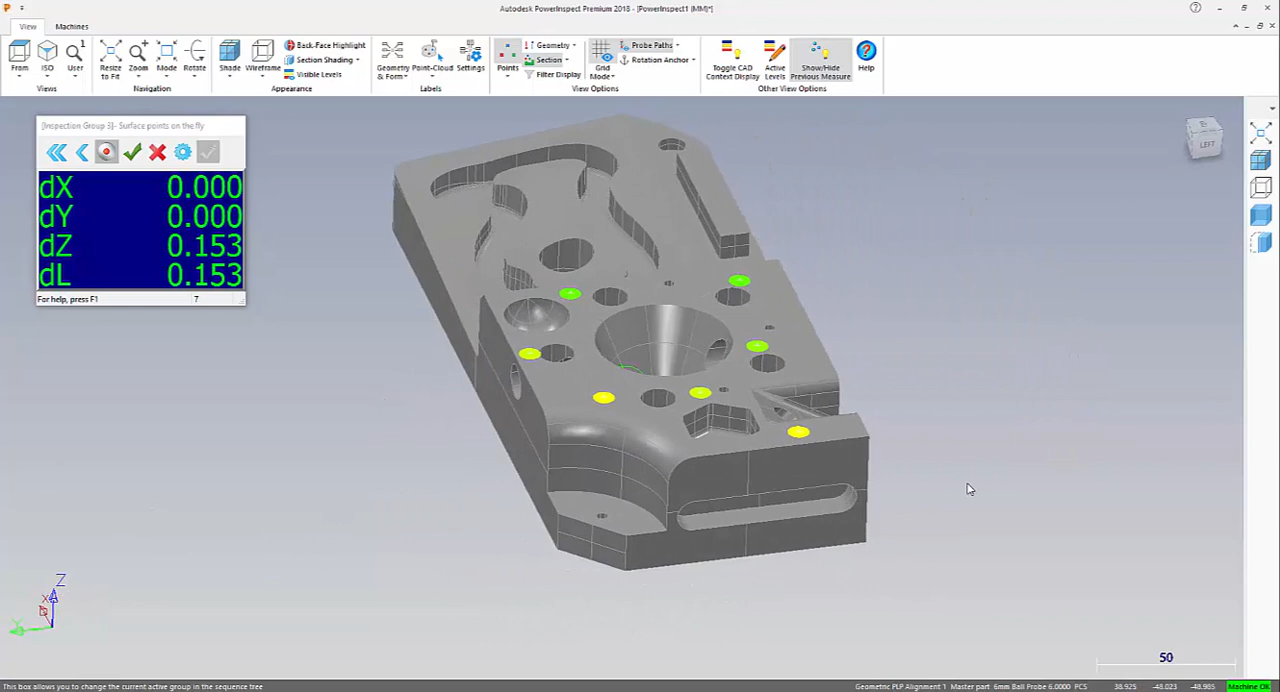 Autodesk PowerInspect Premium 2018 - [PowerInspect1 (MM)*]
View Machines
From ISO User
Views
Resize to Fit Zoom Mode Rotate
Navigation
Shade Wireframe
Back-Face Highlight
Section Shading
Visible Levels
Appearance
Geometry & Form Point-Cloud Settings
Labels
Points
Geometry
Section
Filter Display
Grid Mode
Probe Paths
Rotation Anchor
View Options
Toggle CAD Context Display Active Levels Show/Hide Previous Measure
Other View Options
Help
[Inspection Group 3]- Surface points on the fly
dX 0.000
dY 0.000
dZ 0.153
dL 0.153
For help, press F1 7
LEFT
Z
X
Y
50
This box allows you to change the current active group in the sequence tree
Geometric PLP Alignment 1 Master part 6mm Ball Probe 6.0000 PCS 38.925 -48.023 -48.985 Machine OK